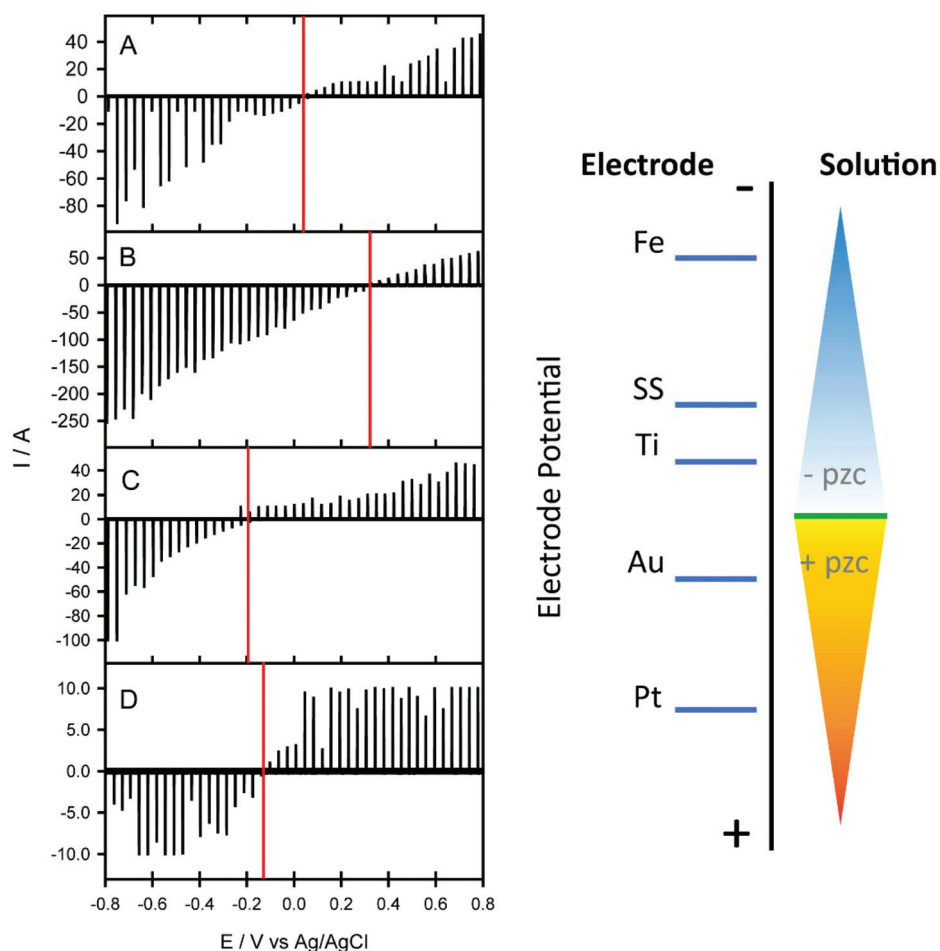 I / A
A
40
20
0
-20
-40
-60
-80
B
50
0
-50
-100
-150
-200
-250
C
40
20
0
-20
-40
-60
-80
-100
D
10.0
5.0
0.0
-5.0
-10.0
-0.8 -0.6 -0.4 -0.2 0.0 0.2 0.4 0.6 0.8
E / V vs Ag/AgCl
Electrode Solution
-
Electrode Potential
Fe
SS
Ti
- pzc
+ pzc
Au
Pt
+